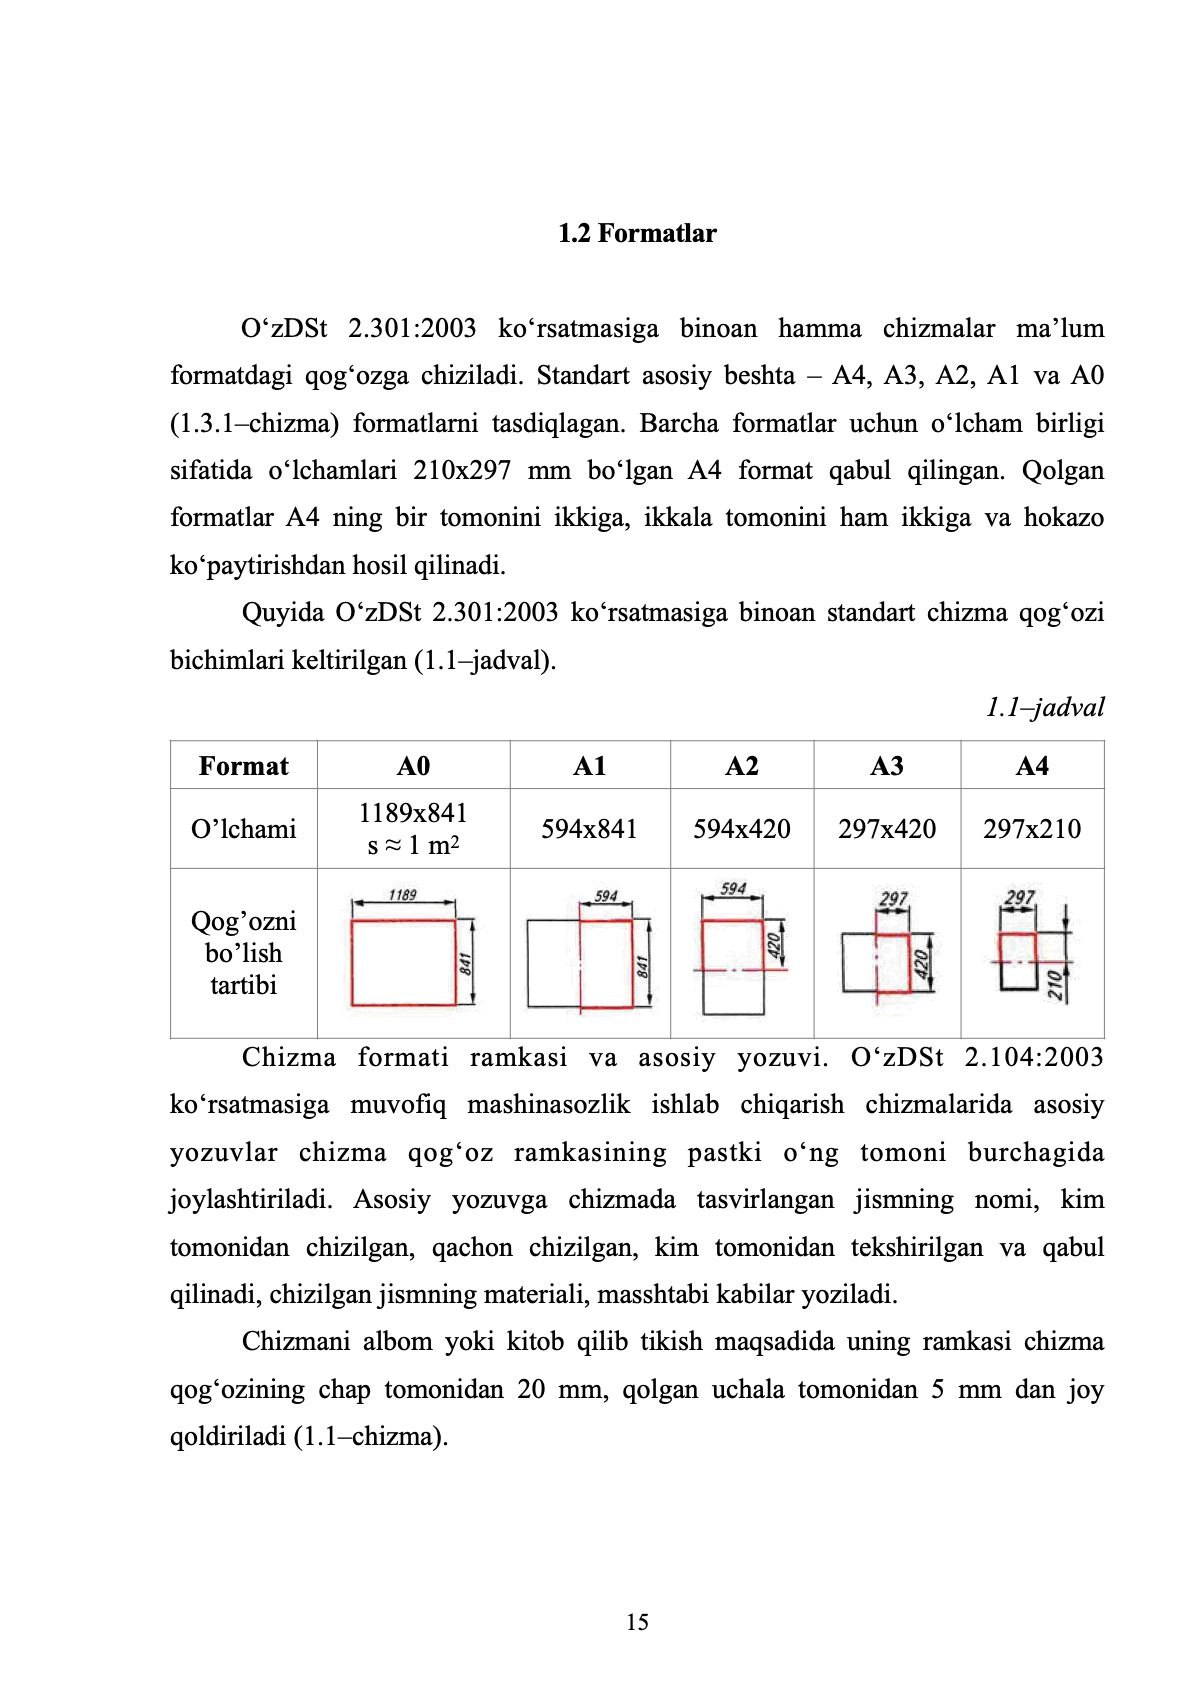 1.2 Formatlar
O‘zDSt 2.301:2003 ko‘rsatmasiga binoan hamma chizmalar ma’lum
formatdagi qog‘ozga chiziladi. Standart asosiy beshta – A4, A3, A2, A1 va A0
(1.3.1–chizma) formatlarni tasdiqlagan. Barcha formatlar uchun o‘lcham birligi
sifatida o‘lchamlari 210x297 mm bo‘lgan A4 format qabul qilingan. Qolgan
formatlar A4 ning bir tomonini ikkiga, ikkala tomonini ham ikkiga va hokazo
ko‘paytirishdan hosil qilinadi.
Quyida O‘zDSt 2.301:2003 ko‘rsatmasiga binoan standart chizma qog‘ozi
bichimlari keltirilgan (1.1–jadval).
1.1–jadval
Format A0 A1 A2 A3 A4
O’lchami 1189x841 s ≈ 1 m² 594x841 594x420 297x420 297x210
Qog’ozni
bo’lish
tartibi
1189
841
594
841
594
420
297
420
297
210
Chizma formati ramkasi va asosiy yozuvi. O‘zDSt 2.104:2003
ko‘rsatmasiga muvofiq mashinasozlik ishlab chiqarish chizmalarida asosiy
yozuvlar chizma qog‘oz ramkasining pastki o‘ng tomoni burchagida
joylashtiriladi. Asosiy yozuvga chizmada tasvirlangan jismning nomi, kim
tomonidan chizilgan, qachon chizilgan, kim tomonidan tekshirilgan va qabul
qilinadi, chizilgan jismning materiali, masshtabi kabilar yoziladi.
Chizmani albom yoki kitob qilib tikish maqsadida uning ramkasi chizma
qog‘ozining chap tomonidan 20 mm, qolgan uchala tomonidan 5 mm dan joy
qoldiriladi (1.1–chizma).
15